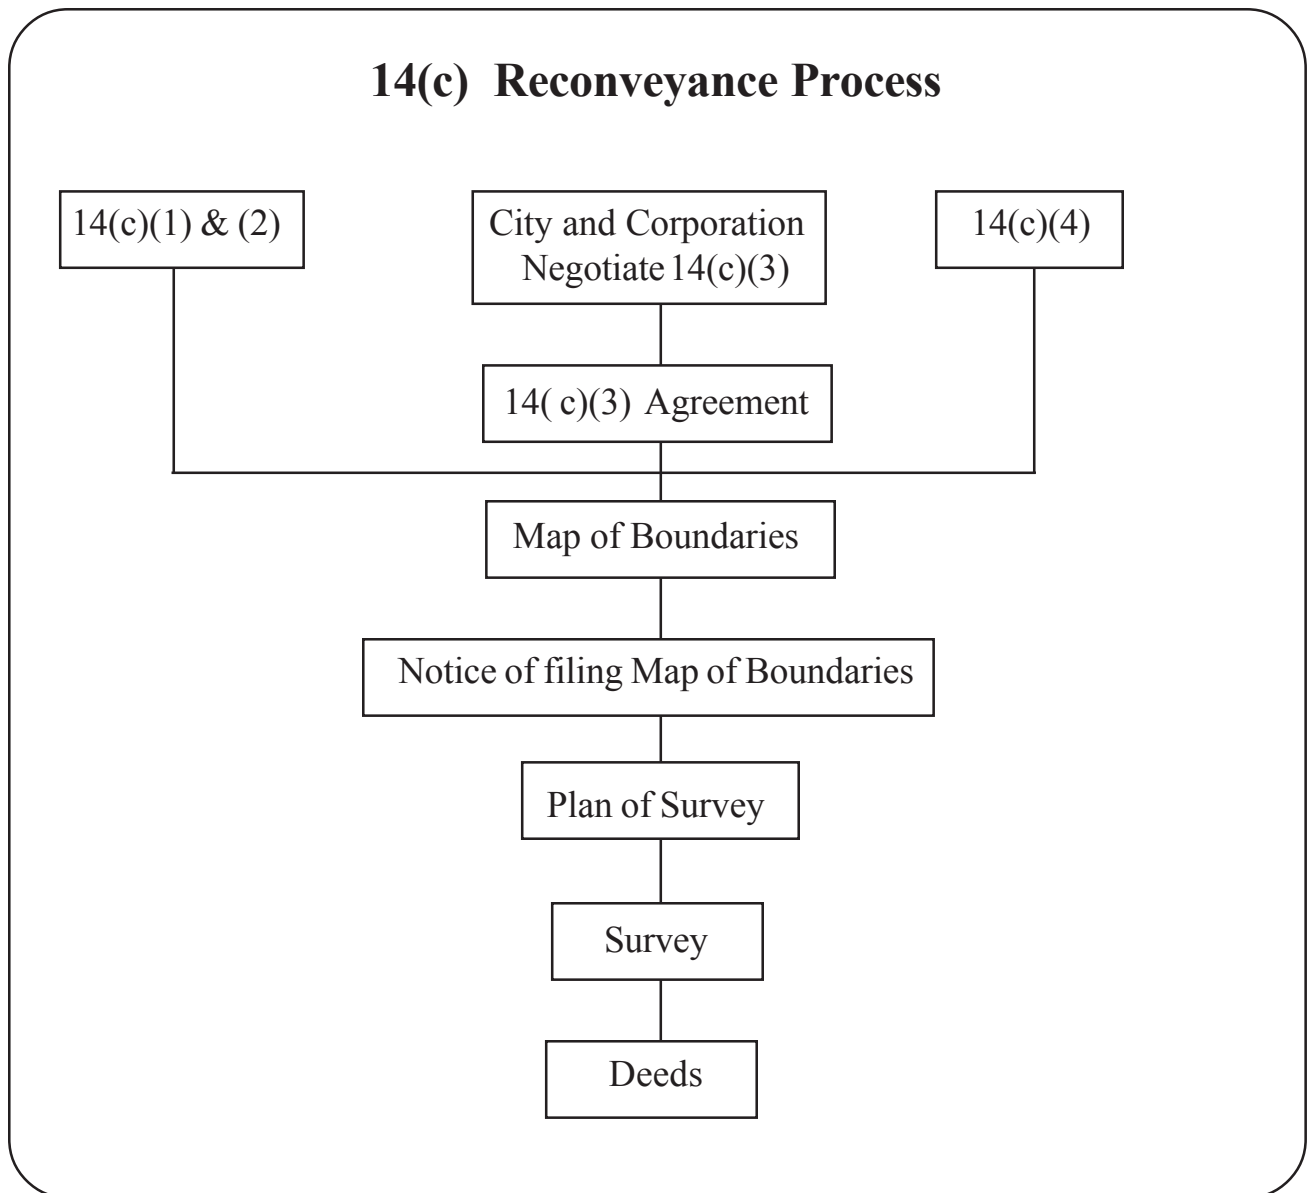 14(c) Reconveyance Process
14(c)(1) & (2)
City and Corporation
Negotiate 14(c)(3)
14(c)(4)
14( c)(3) Agreement
Map of Boundaries
Notice of filing Map of Boundaries
Plan of Survey
Survey
Deeds